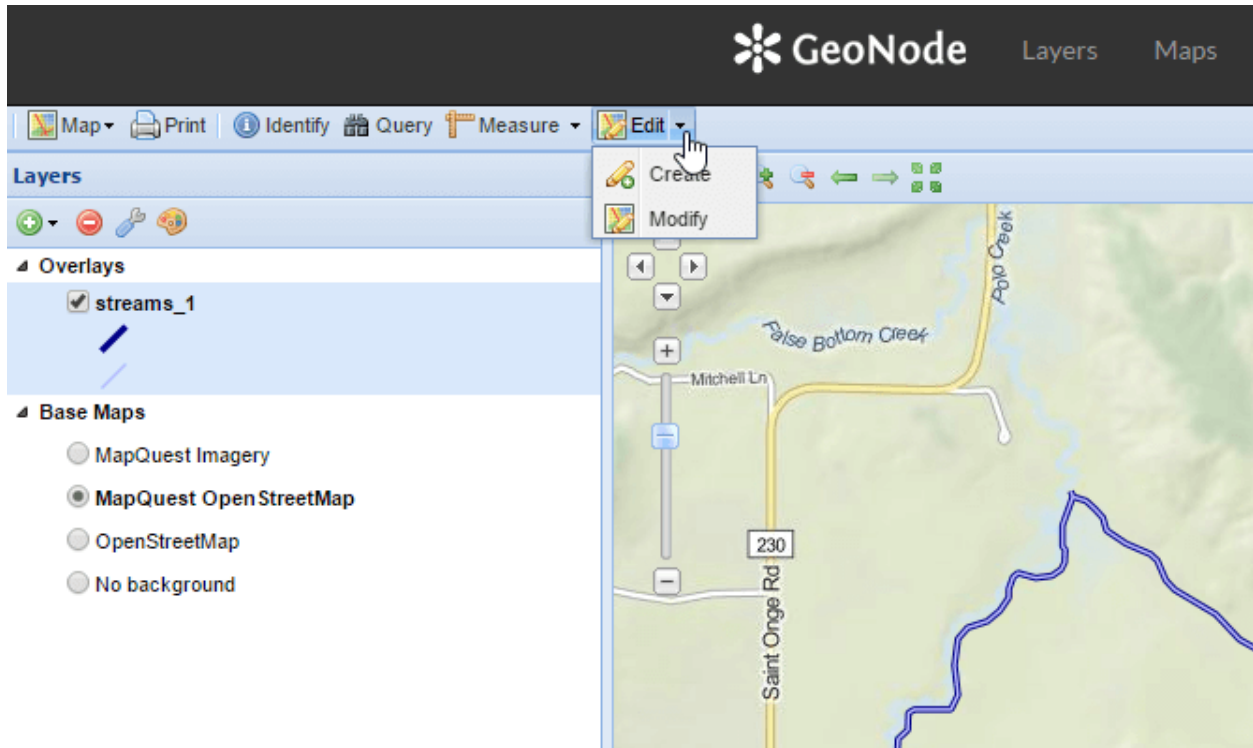 GeoNode Layers Maps
Map Print Identify Query Measure Edit
Create
Modify
Layers
Overlays
streams_1
Base Maps
MapQuest Imagery
MapQuest OpenStreetMap
OpenStreetMap
No background
Polo Creek
False Bottom Creek
Mitchell Ln
230
Saint Onge Rd